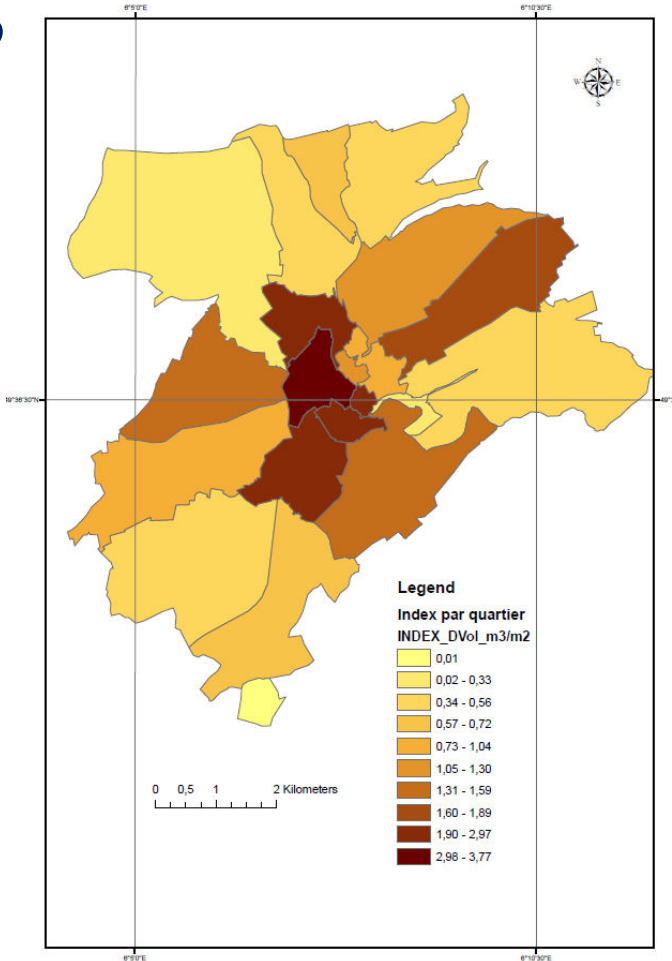 )
6°5'0"E 6°10'30"E
N
W E
S
49°36'30"N
Legend
Index par quartier
INDEX_DVol_m3/m2
0,01
0,02 - 0,33
0,34 - 0,56
0,57 - 0,72
0,73 - 1,04
1,05 - 1,30
1,31 - 1,59
1,60 - 1,89
1,90 - 2,97
2,98 - 3,77
0 0,5 1 2 Kilometers
6°5'0"E 6°10'30"E